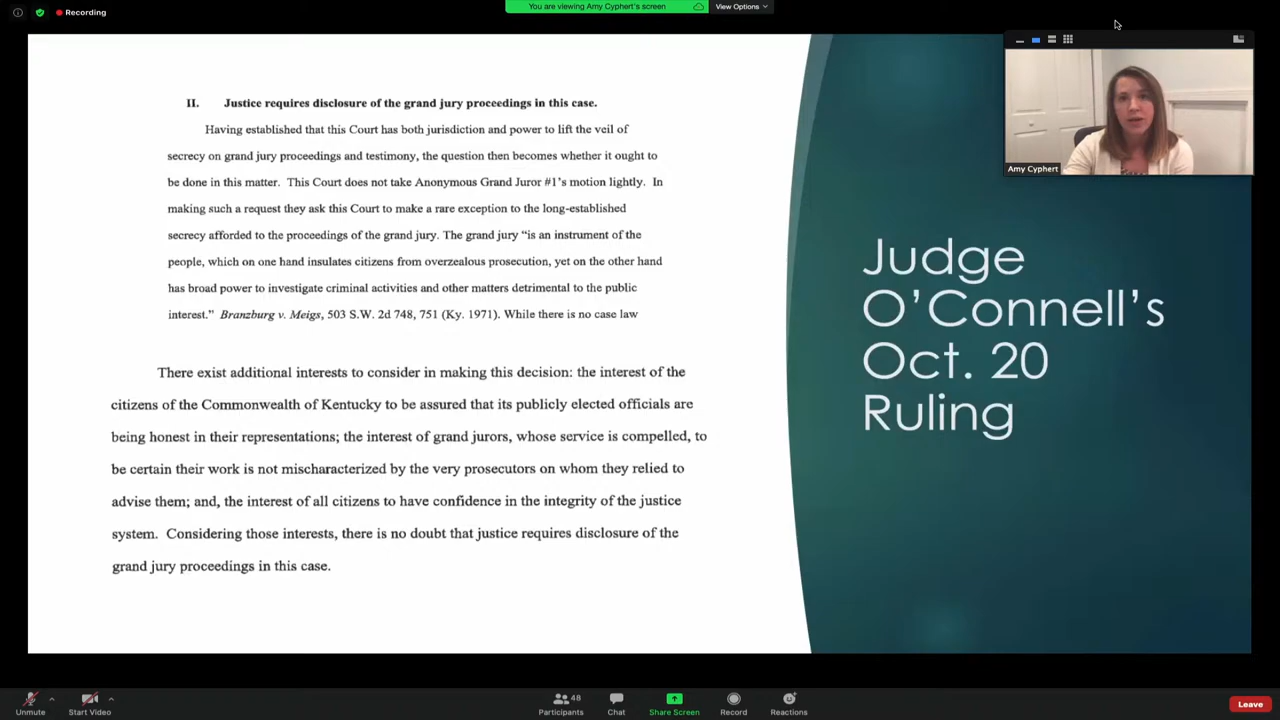 Recording
You are viewing Amy Cyphert's screen
View Options
II. Justice requires disclosure of the grand jury proceedings in this case.
Having established that this Court has both jurisdiction and power to lift the veil of
secrecy on grand jury proceedings and testimony, the question then becomes whether it ought to
be done in this matter. This Court does not take Anonymous Grand Juror #1's motion lightly. In
making such a request they ask this Court to make a rare exception to the long-established
secrecy afforded to the proceedings of the grand jury. The grand jury “is an instrument of the
people, which on one hand insulates citizens from overzealous prosecution, yet on the other hand
has broad power to investigate criminal activities and other matters detrimental to the public
interest.” Branzburg v. Meigs, 503 S.W. 2d 748, 751 (Ky. 1971). While there is no case law
There exist additional interests to consider in making this decision: the interest of the
citizens of the Commonwealth of Kentucky to be assured that its publicly elected officials are
being honest in their representations; the interest of grand jurors, whose service is compelled, to
be certain their work is not mischaracterized by the very prosecutors on whom they relied to
advise them; and, the interest of all citizens to have confidence in the integrity of the justice
system. Considering those interests, there is no doubt that justice requires disclosure of the
grand jury proceedings in this case.
Amy Cyphert
Judge
O’Connell’s
Oct. 20
Ruling
Unmute
Start Video
Participants
48
Chat
Share Screen
Record
Reactions
Leave